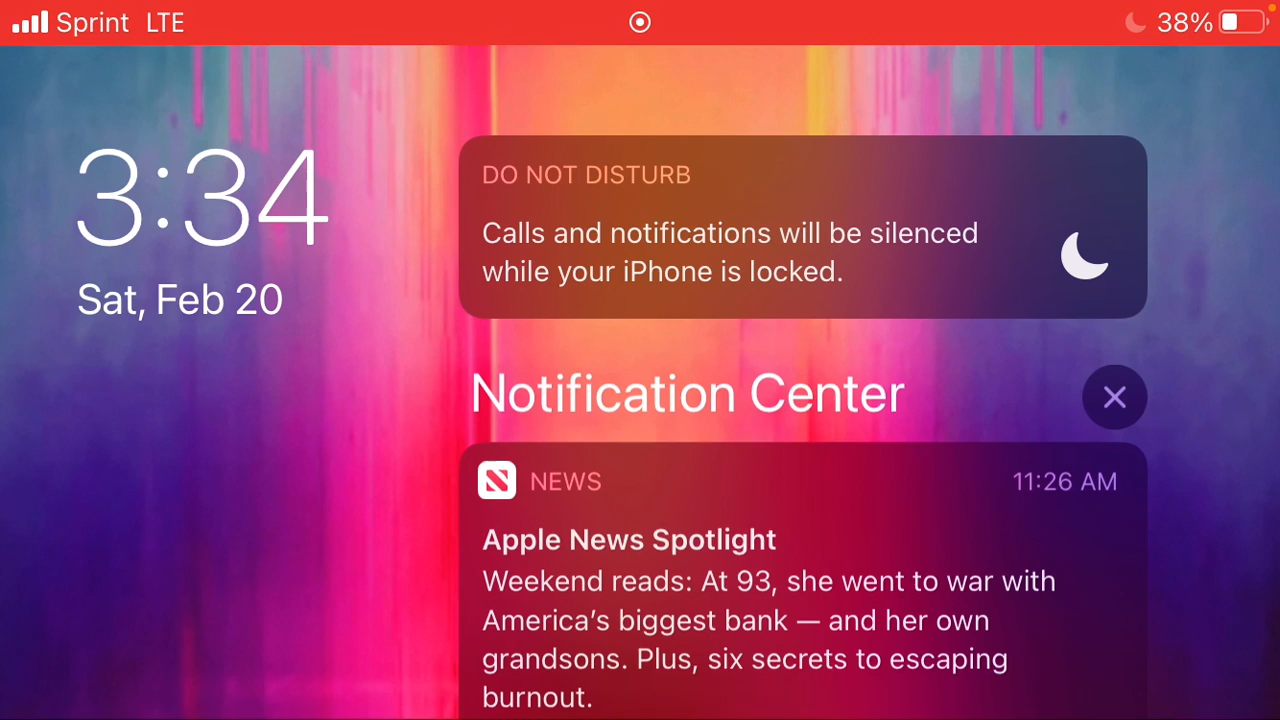 Sprint LTE
38%
3:34
Sat, Feb 20
DO NOT DISTURB
Calls and notifications will be silenced
while your iPhone is locked.
Notification Center
NEWS 11:26 AM
Apple News Spotlight
Weekend reads: At 93, she went to war with
America’s biggest bank — and her own
grandsons. Plus, six secrets to escaping
burnout.